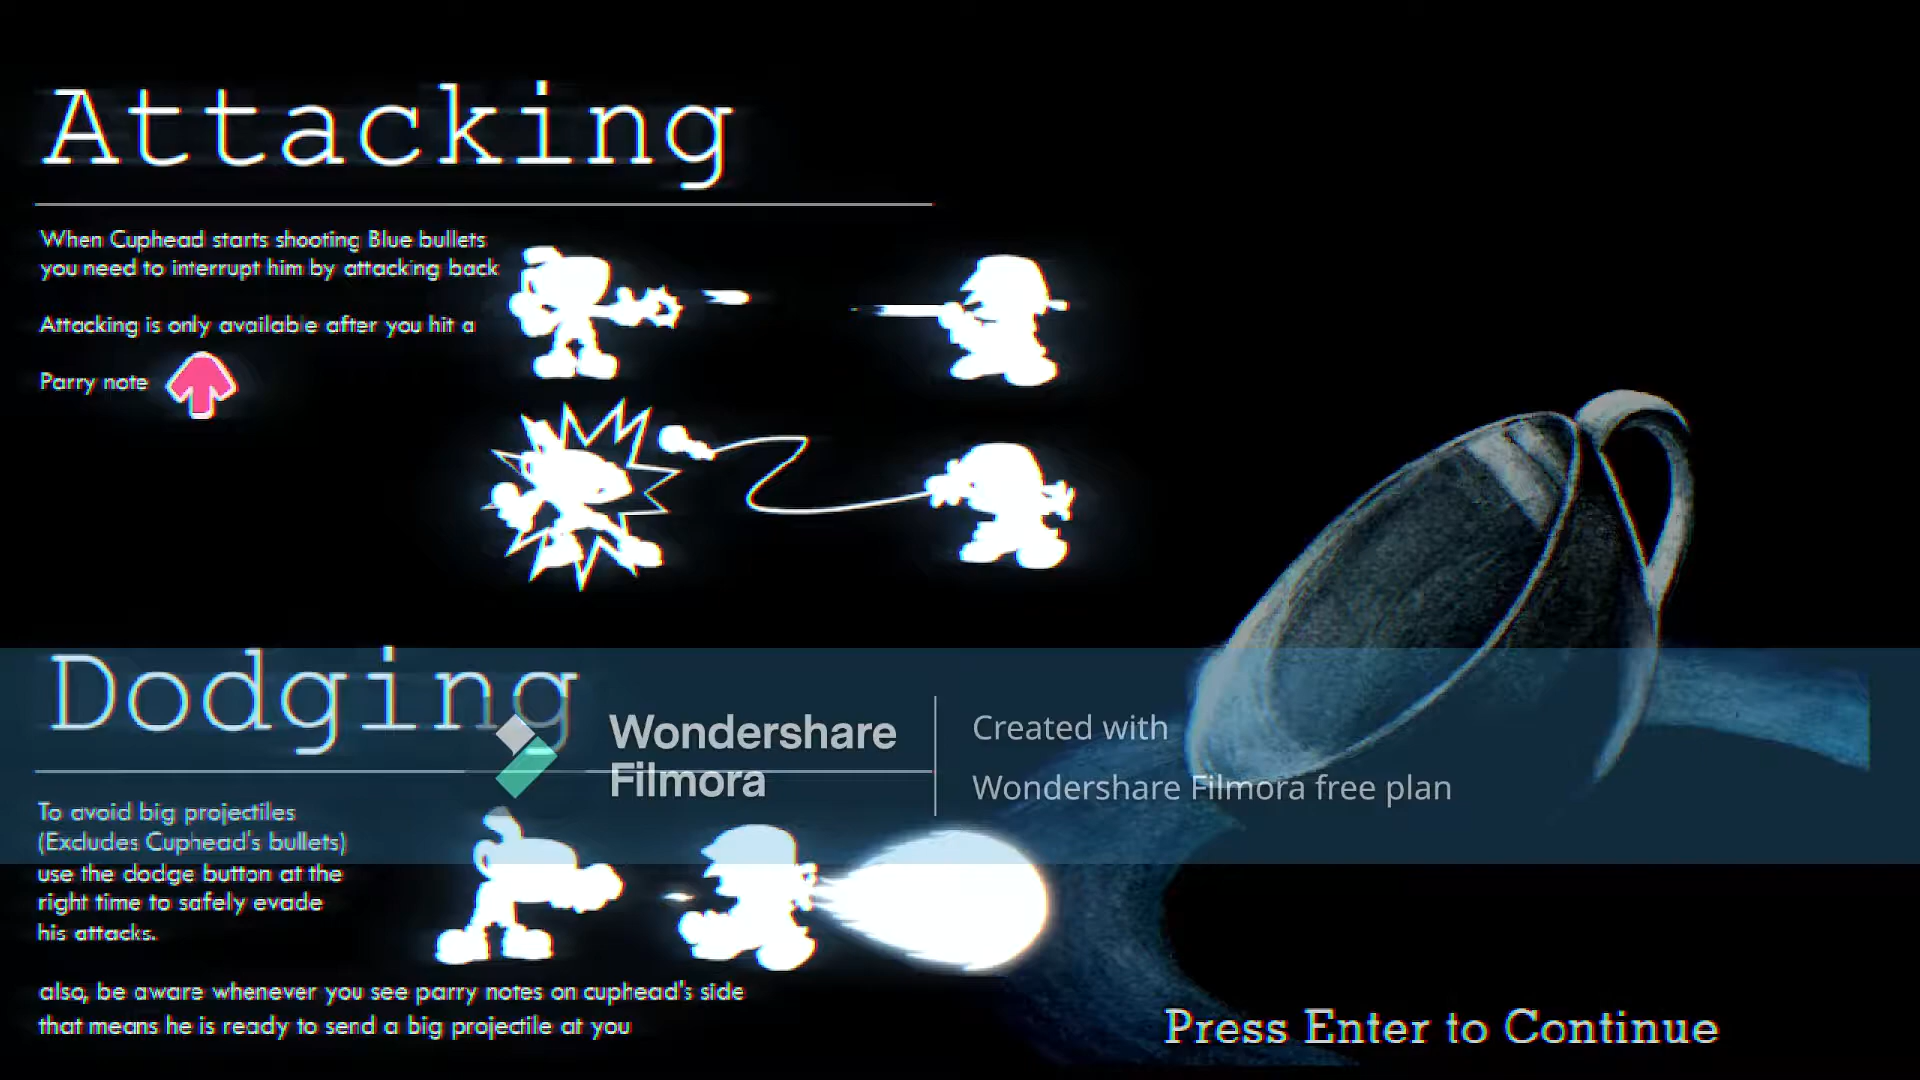 Attacking
When Cuphead starts shooting Blue bullets
you need to interrupt him by attacking back
Attacking is only available after you hit a
Parry note
Dodging
Wondershare
Filmora
Created with
Wondershare Filmora free plan
To avoid big projectiles
(Excludes Cuphead's bullets)
use the dodge button at the
right time to safely evade
his attacks.
also, be aware whenever you see parry notes on cuphead's side
that means he is ready to send a big projectile at you
Press Enter to Continue